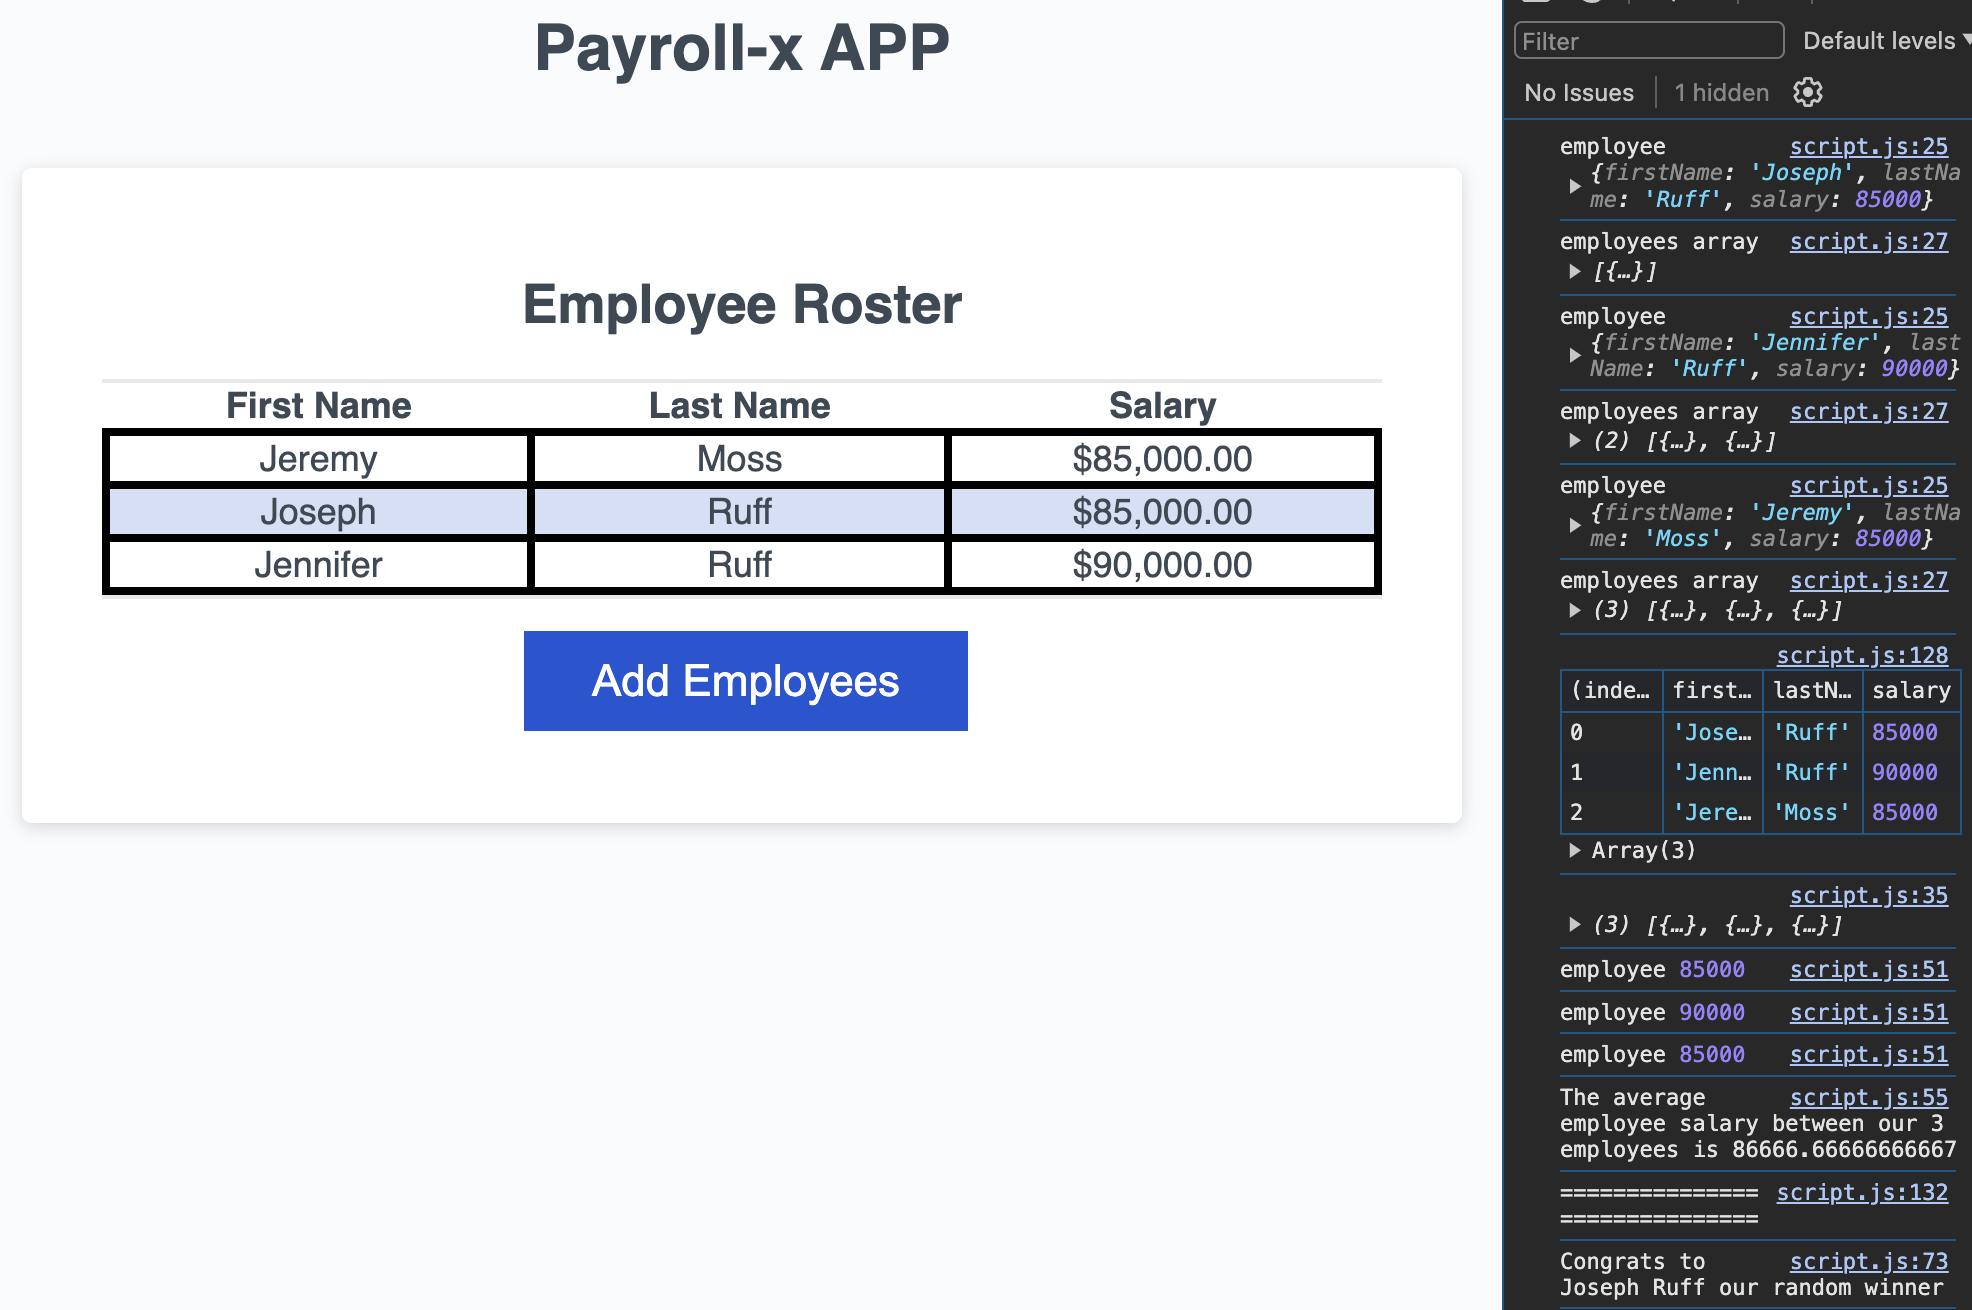 Payroll-x APP
Employee Roster
First Name Last Name Salary
Jeremy Moss $85,000.00
Joseph Ruff $85,000.00
Jennifer Ruff $90,000.00
Add Employees
Filter Default levels
No Issues 1 hidden
employee script.js:25
{firstName: 'Joseph', lastNa
me: 'Ruff', salary: 85000}
employees array script.js:27
[{…}]
employee script.js:25
{firstName: 'Jennifer', last
Name: 'Ruff', salary: 90000}
employees array script.js:27
(2) [{…}, {…}]
employee script.js:25
{firstName: 'Jeremy', lastNa
me: 'Moss', salary: 85000}
employees array script.js:27
(3) [{…}, {…}, {…}]
script.js:128
(inde… first… lastN… salary
0 'Jose… 'Ruff' 85000
1 'Jenn… 'Ruff' 90000
2 'Jere… 'Moss' 85000
Array(3)
script.js:35
(3) [{…}, {…}, {…}]
employee 85000 script.js:51
employee 90000 script.js:51
employee 85000 script.js:51
The average script.js:55
employee salary between our 3
employees is 86666.66666666667
=============== script.js:132
===============
Congrats to script.js:73
Joseph Ruff our random winner